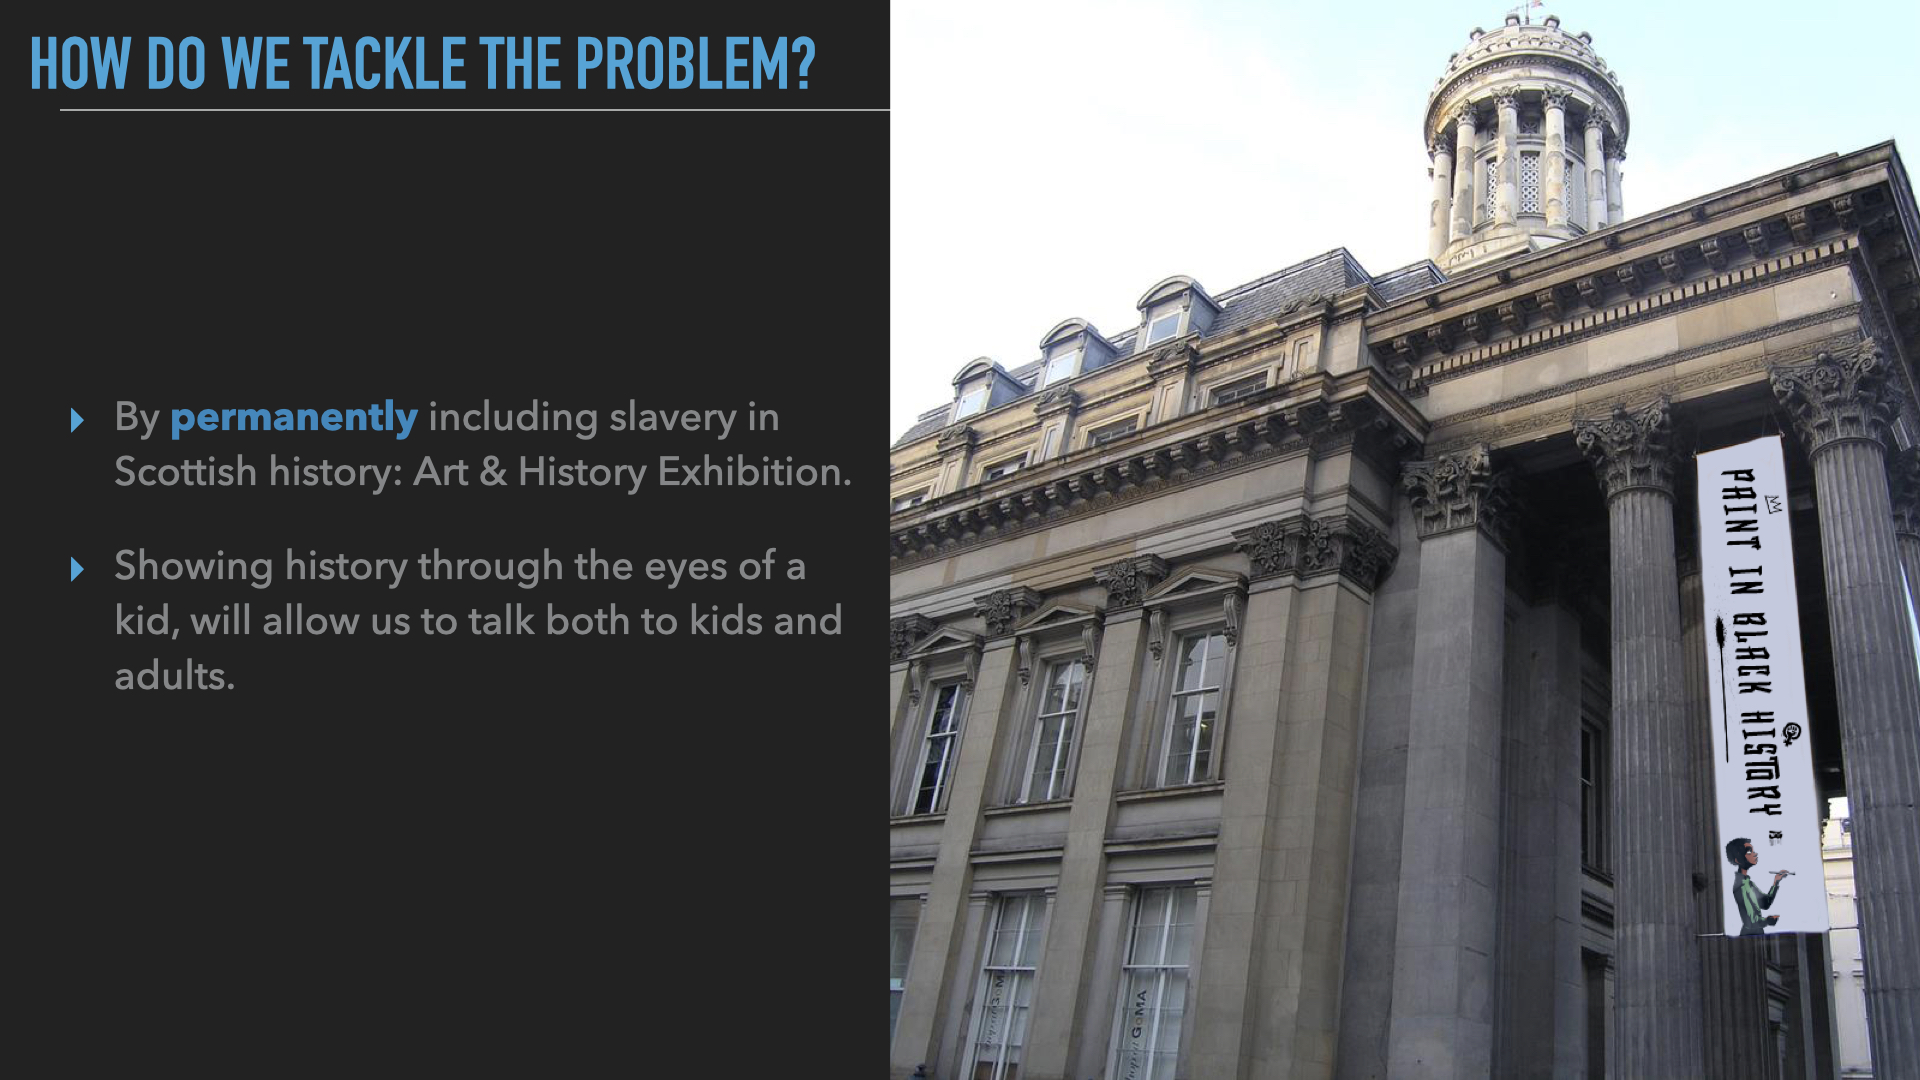 HOW DO WE TACKLE THE PROBLEM?
By permanently including slavery in
Scottish history: Art & History Exhibition.
Showing history through the eyes of a
kid, will allow us to talk both to kids and
adults.
PAINT IN BLACK HISTORY
GOMA